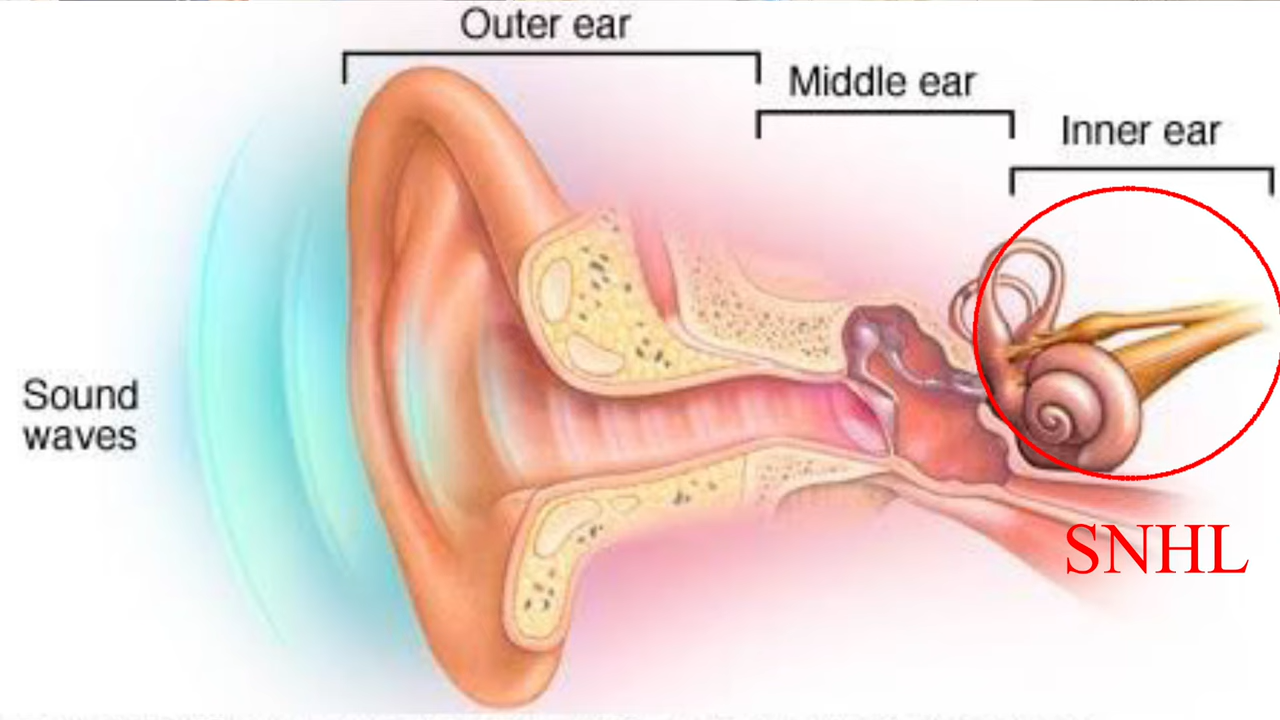 Outer ear
Middle ear
Inner ear
Sound
waves
SNHL